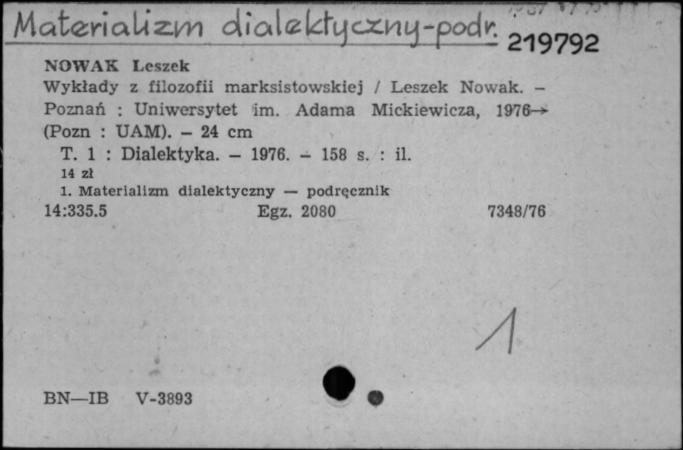 Materializm dialektyczny-podr.
219792
NOWAK Leszek
Wykłady z filozofii marksistowskiej / Leszek Nowak. –
Poznań : Uniwersytet im. Adama Mickiewicza, 1976→
(Pozn : UAM). – 24 cm
T. 1 : Dialektyka. – 1976. – 158 s. : il.
14 zł
1. Materializm dialektyczny — podręcznik
14:335.5 Egz. 2080 7348/76
1
BN—IB V-3893